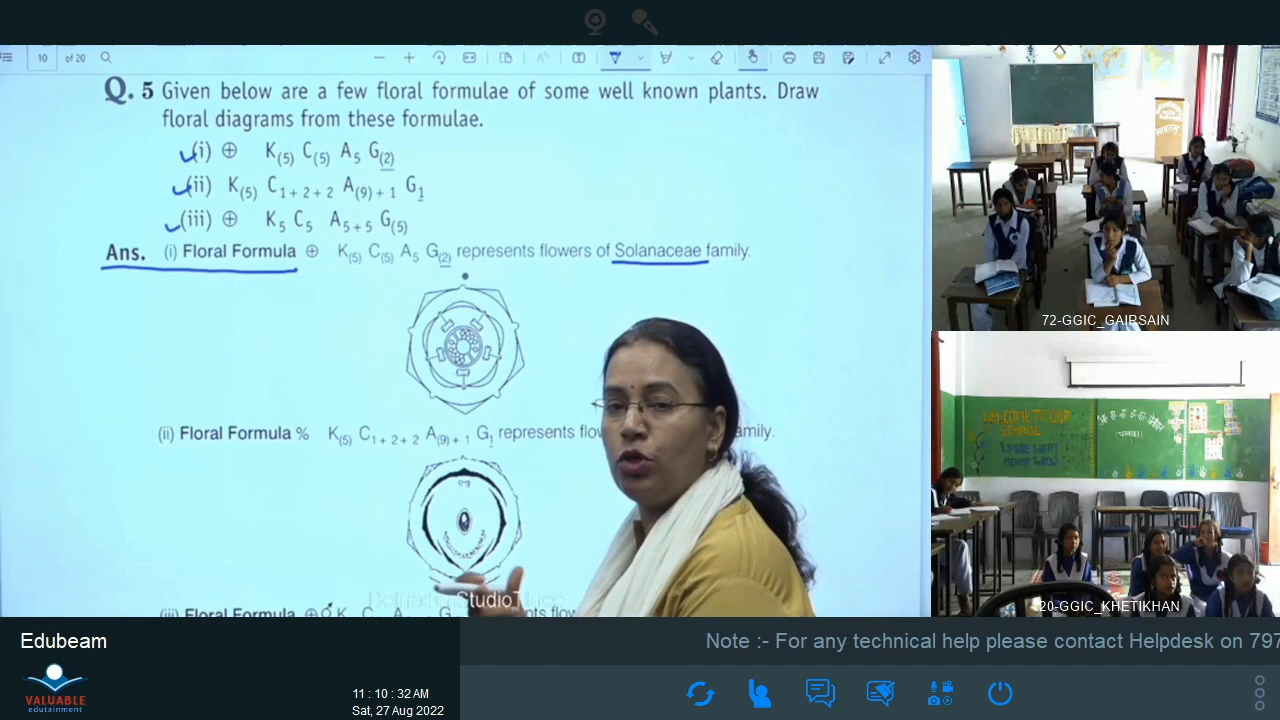 10 of 20
Q. 5 Given below are a few floral formulae of some well known plants. Draw
floral diagrams from these formulae.
(i) ⊕ K(5) C(5) A5 G(2)
(ii) K(5) C1 + 2 + 2 A(9) + 1 G1
(iii) ⊕ K5 C5 A5 + 5 G(5)
Ans. (i) Floral Formula ⊕ K(5) C(5) A5 G(2) represents flowers of Solanaceae family.
(ii) Floral Formula % K(5) C1 + 2 + 2 A(9) + 1 G1 represents
(iii) Floral Formula ⊕
72-GGIC_GAIRSAIN
WELCOME TO OUR
SCHOOL
20-GGIC_KHETIKHAN
Edubeam
Note :- For any technical help please contact Helpdesk on 797
VALUABLE
edutainment
11 : 10 : 32 AM
Sat, 27 Aug 2022